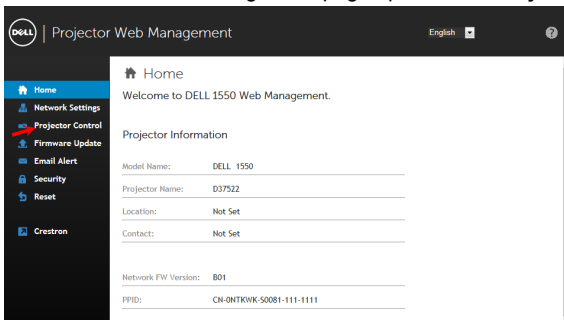 DELL | Projector Web Management
English
?
Home
Network Settings
Projector Control
Firmware Update
Email Alert
Security
Reset
Crestron
Home
Welcome to DELL 1550 Web Management.
Projector Information
Model Name: DELL 1550
Projector Name: D37522
Location: Not Set
Contact: Not Set
Network FW Version: B01
PPID: CN-0NTKWK-S0081-111-1111